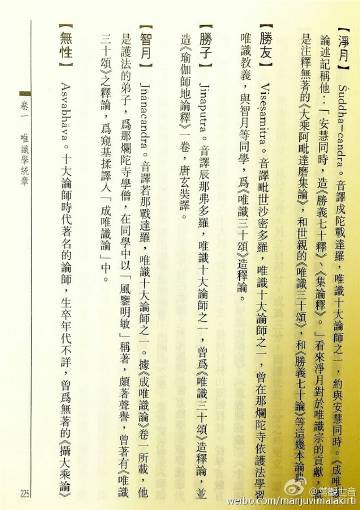 【淨月】Suddha-candra。音譯戍陀戰達羅，唯識十大論師之一，約與安慧同時。《成唯識
論述記稱他：「安慧同時，造《勝義七十釋》、《集論釋》。」看來淨月對於唯識宗的貢獻，
是注釋無著的《大乘阿毗達磨集論》，和世親的《唯識三十頌》，和《勝義七十論》等這幾本論典。
【勝友】Visesamitra。音譯毗世沙密多羅，唯識十大論師之一，曾在那爛陀寺依護法學習
唯識教義，與智月等同學，爲《唯識三十頌》造釋論。
【勝子】Jinaputra。音譯辰那弗多羅，唯識十大論師之一，曾爲《唯識三十頌》造釋論，並
造《瑜伽師地論釋》一卷，唐玄奘譯。
【智月】Jnanacandra。音譯若那戰達羅，唯識十大論師之一。據《成唯識論》卷一所載，他
是護法的弟子，爲那爛陀寺學僧，在同學中以「風鑒明敏」稱著，頗著聲譽，曾著有《唯識
三十頌》之釋論，爲窺基揉譯入「成唯識論」中。
【無性】Asvabhava。十大論師時代著名的論師，生卒年代不詳，曾爲無著的《攝大乘論》
卷一 唯識學統章
225
weibo.com/manjuvimalakirti